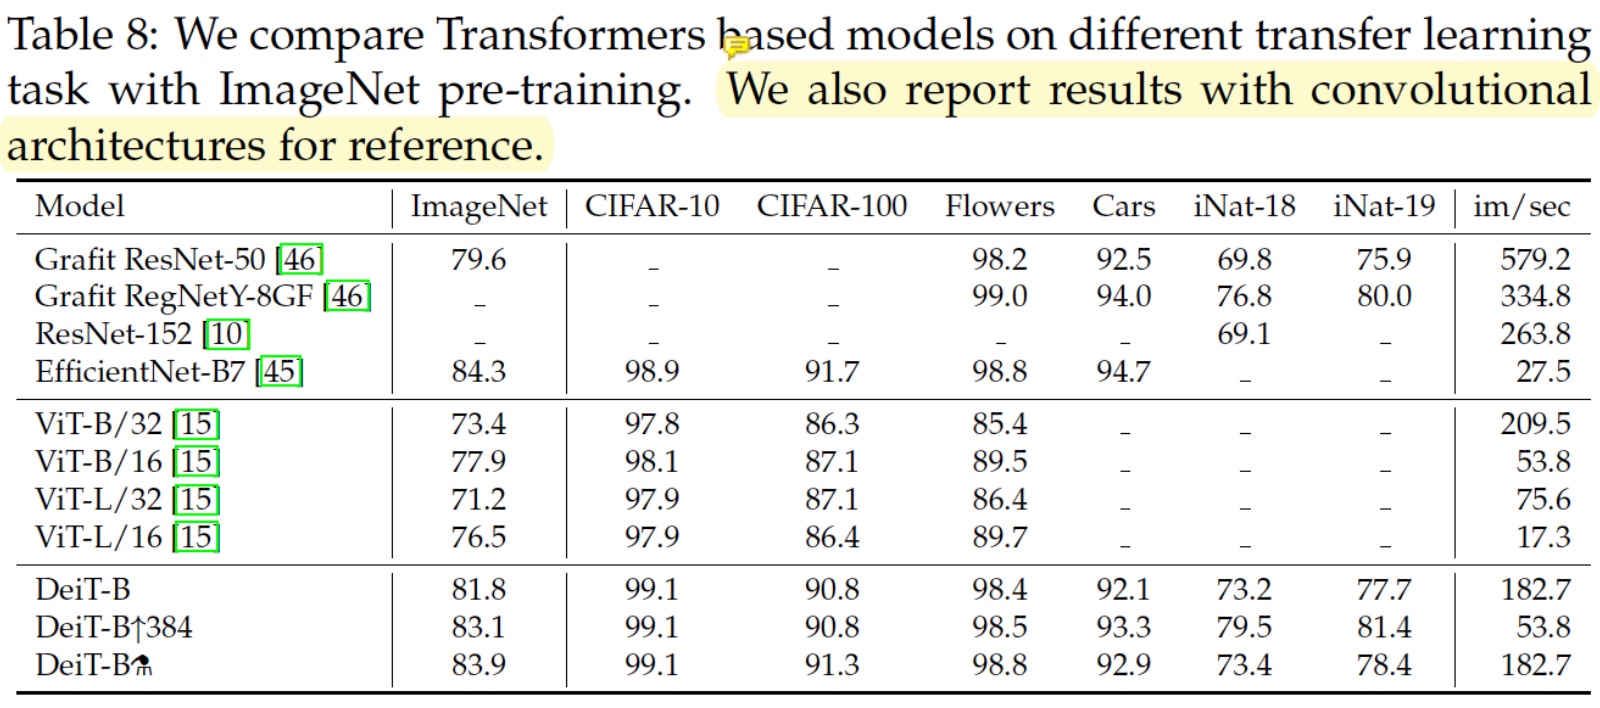 Table 8: We compare Transformers based models on different transfer learning
task with ImageNet pre-training. We also report results with convolutional
architectures for reference.
Model ImageNet CIFAR-10 CIFAR-100 Flowers Cars iNat-18 iNat-19 im/sec
Grafit ResNet-50 [46] 79.6 _ _ 98.2 92.5 69.8 75.9 579.2
Grafit RegNetY-8GF [46] _ _ _ 99.0 94.0 76.8 80.0 334.8
ResNet-152 [10] _ _ _ _ _ 69.1 _ 263.8
EfficientNet-B7 [45] 84.3 98.9 91.7 98.8 94.7 _ _ 27.5
ViT-B/32 [15] 73.4 97.8 86.3 85.4 _ _ _ 209.5
ViT-B/16 [15] 77.9 98.1 87.1 89.5 _ _ _ 53.8
ViT-L/32 [15] 71.2 97.9 87.1 86.4 _ _ _ 75.6
ViT-L/16 [15] 76.5 97.9 86.4 89.7 _ _ _ 17.3
DeiT-B 81.8 99.1 90.8 98.4 92.1 73.2 77.7 182.7
DeiT-B↑384 83.1 99.1 90.8 98.5 93.3 79.5 81.4 53.8
DeiT-B⚗ 83.9 99.1 91.3 98.8 92.9 73.4 78.4 182.7